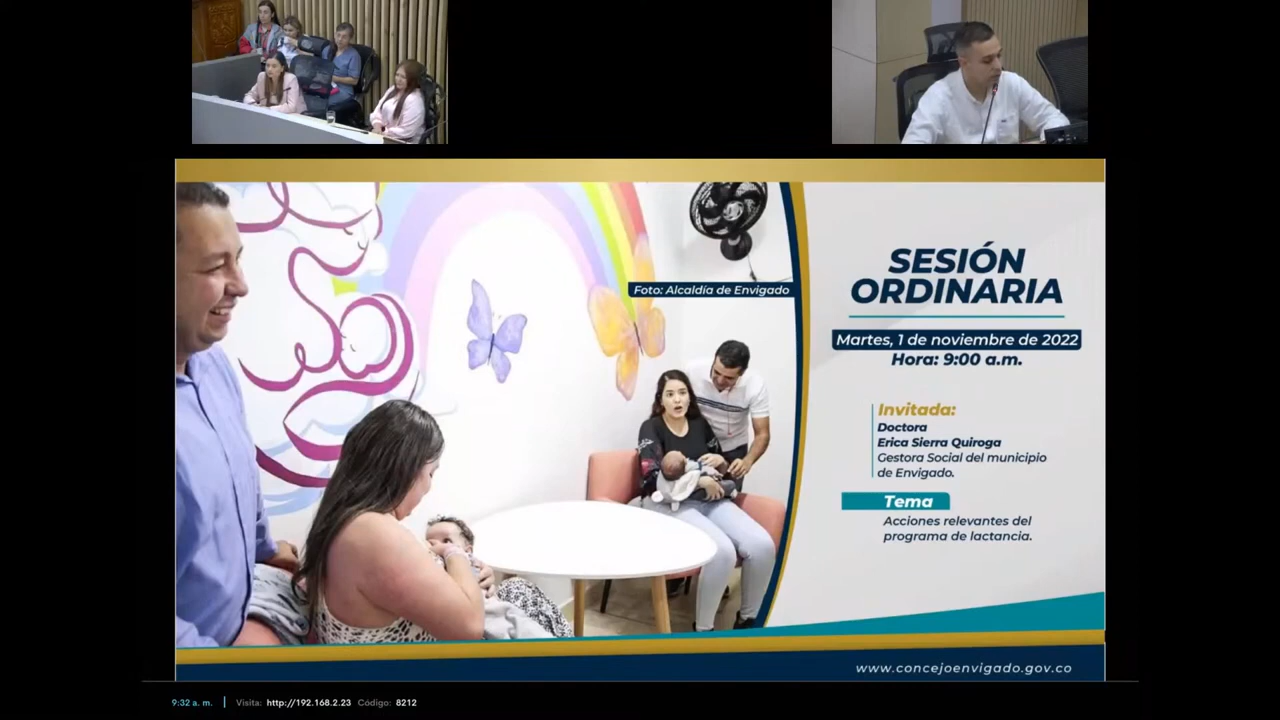 Foto: Alcaldía de Envigado
SESIÓN
ORDINARIA
Martes, 1 de noviembre de 2022
Hora: 9:00 a.m.
Invitada:
Doctora
Erica Sierra Quiroga
Gestora Social del municipio
de Envigado.
Tema
Acciones relevantes del
programa de lactancia.
www.concejoenvigado.gov.co
9:32 a. m. | Visita: http://192.168.2.23 Código: 8212